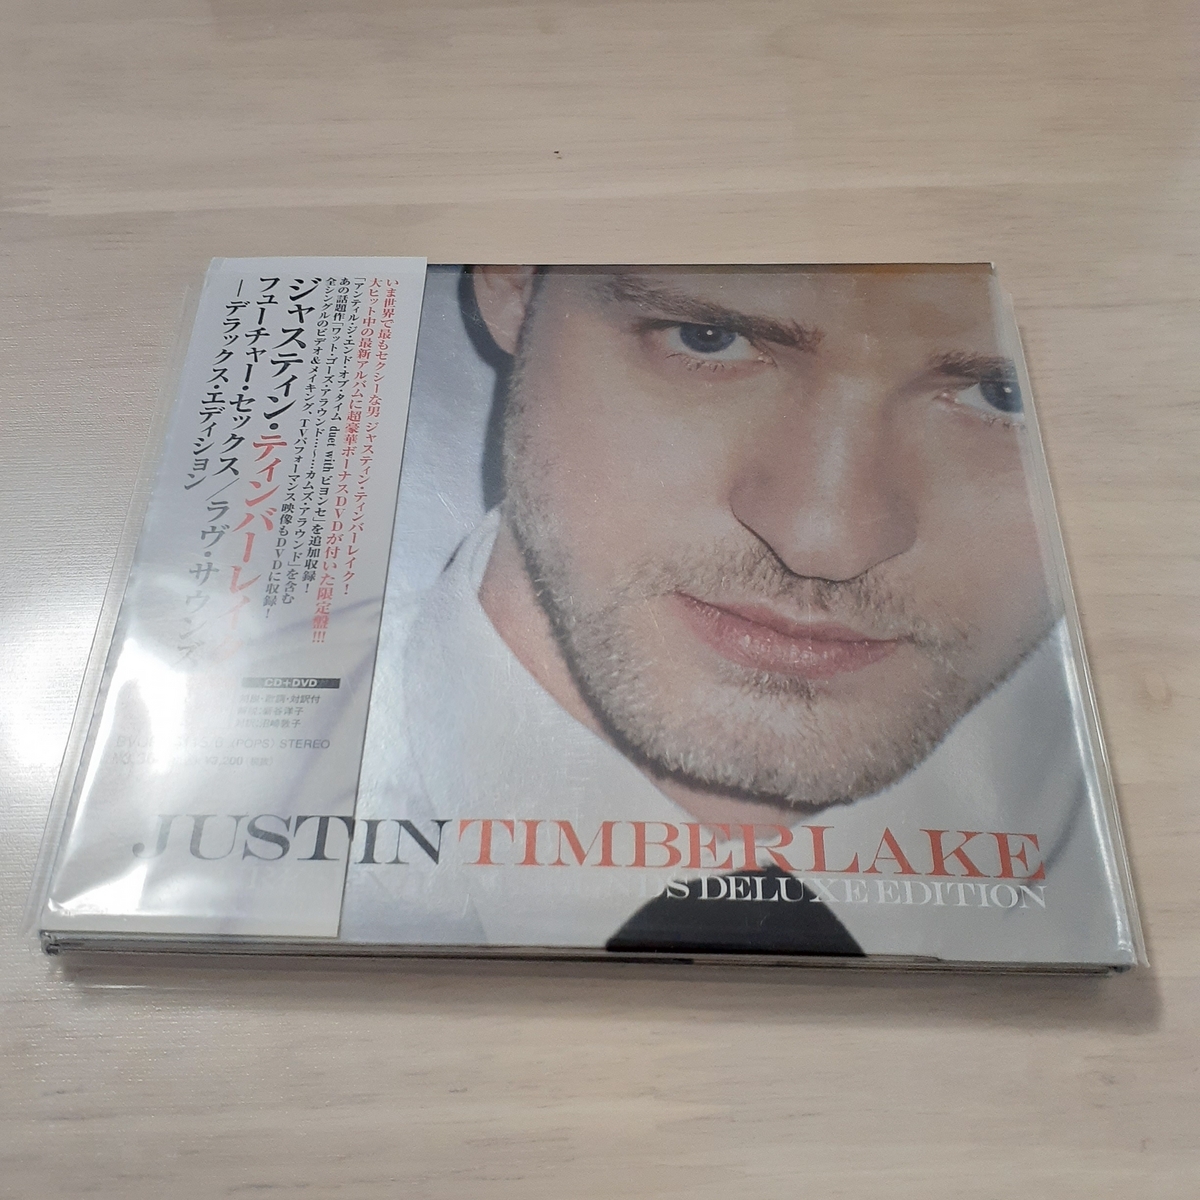 いま世界で最もセクシーな男 ジャスティン・ティンバーレイク！
大ヒット中の最新アルバムに超豪華ボーナスDVDが付いた限定盤!!!
「アンティル・ジ・エンド・オブ・タイム duet with ビヨンセ」を追加収録！
あの話題作「ワット・ゴーズ・アラウンド…〜…カムズ・アラウンド」を含む
全シングルのビデオ&メイキング、TVパフォーマンス映像もDVDに収録！
ジャスティン・ティンバーレイク
フューチャー・セックス/ラヴ・サウンズ
―デラックス・エディション
CD+DVD
歌詞・対訳付
(POPS) STEREO
JUSTIN TIMBERLAKE
DELUXE EDITION